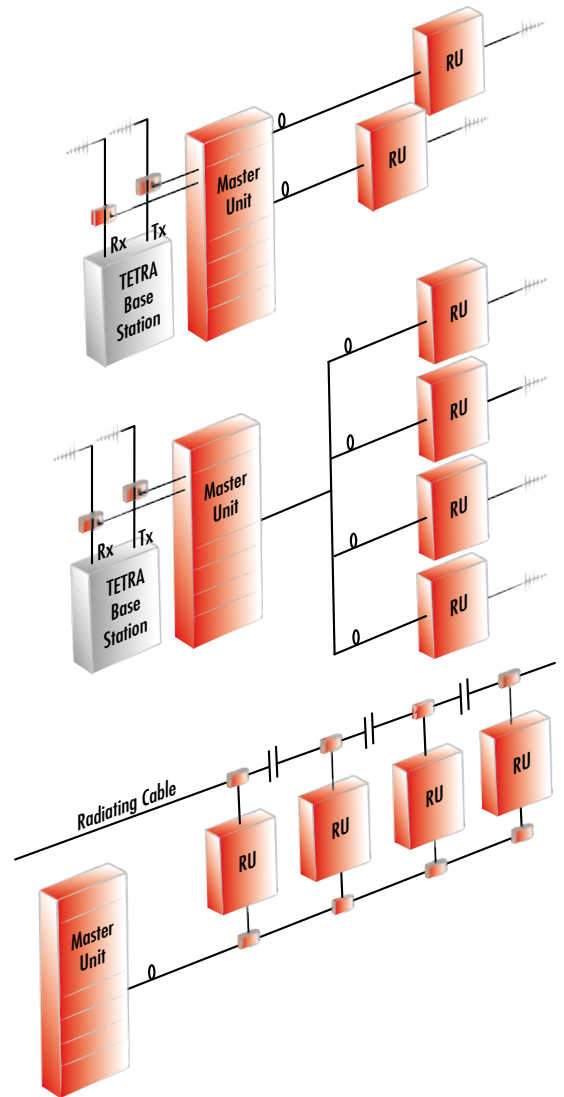 RU
RU
Master
Unit
Rx
Tx
TETRA
Base
Station
RU
RU
RU
RU
Master
Unit
Rx
Tx
TETRA
Base
Station
Radiating Cable
RU
RU
RU
RU
Master
Unit